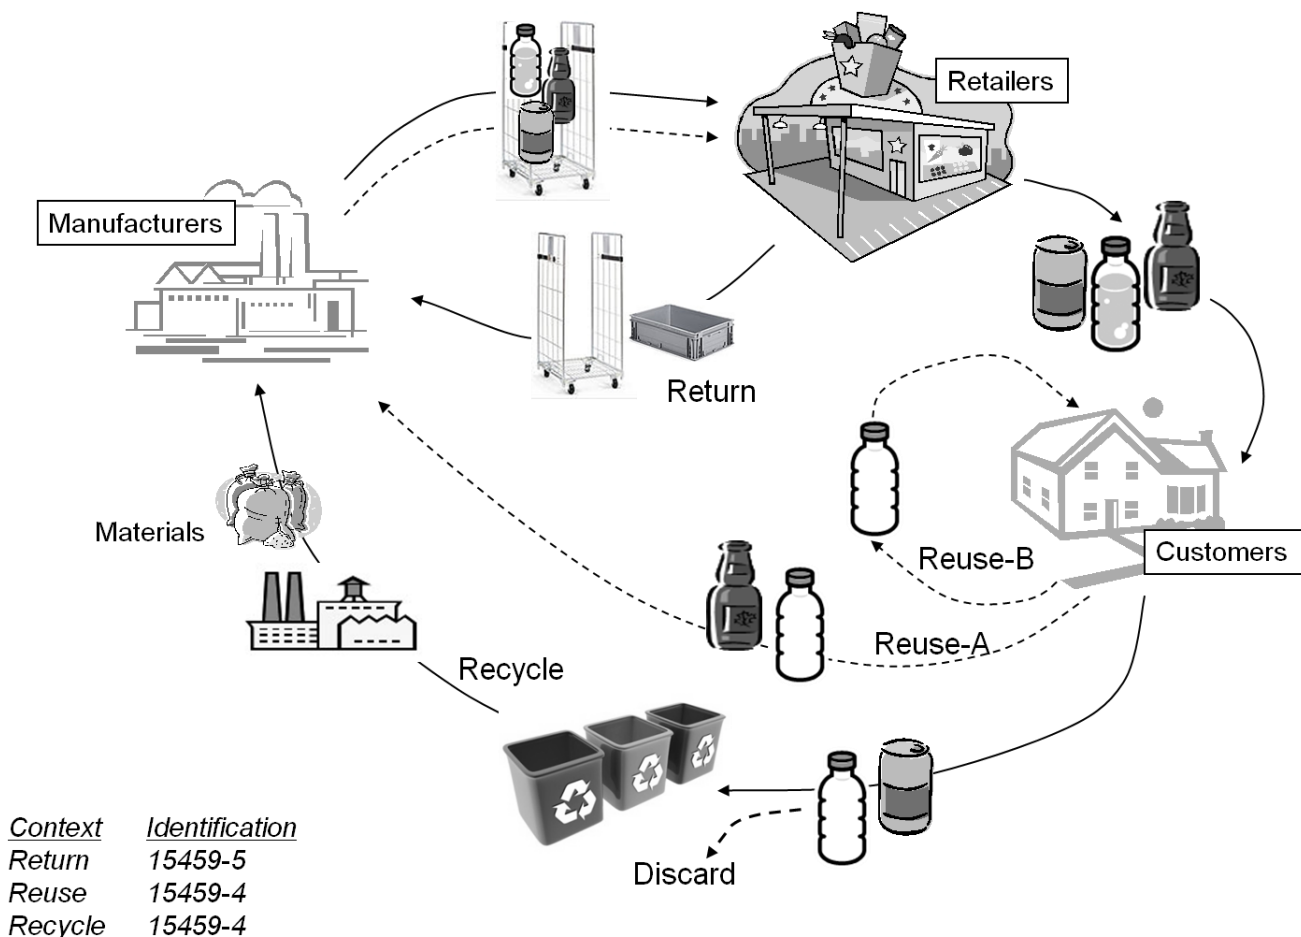 Retailers
Manufacturers
Return
Materials
Reuse-B
Customers
Reuse-A
Recycle
Discard
Context Identification
Return 15459-5
Reuse 15459-4
Recycle 15459-4